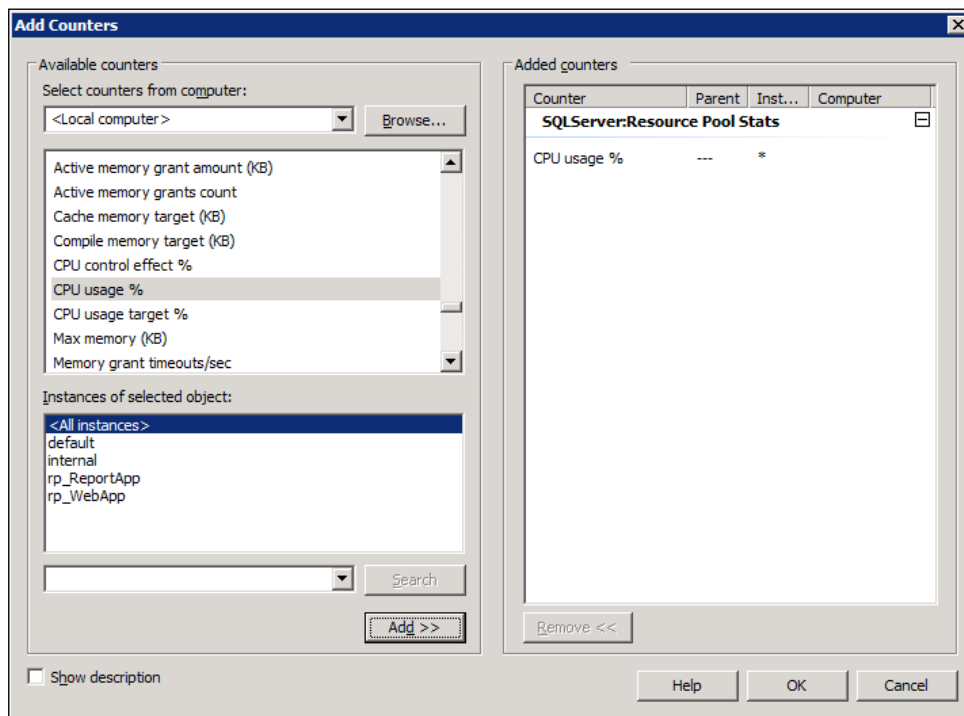 Add Counters
Available counters
Select counters from computer:
<Local computer>
Browse...
Active memory grant amount (KB)
Active memory grants count
Cache memory target (KB)
Compile memory target (KB)
CPU control effect %
CPU usage %
CPU usage target %
Max memory (KB)
Memory grant timeouts/sec
Instances of selected object:
<All instances>
default
internal
rp_ReportApp
rp_WebApp
Search
Add >>
Show description
Added counters
Counter Parent Inst... Computer
SQLServer:Resource Pool Stats
CPU usage % --- *
Remove <<
Help OK Cancel